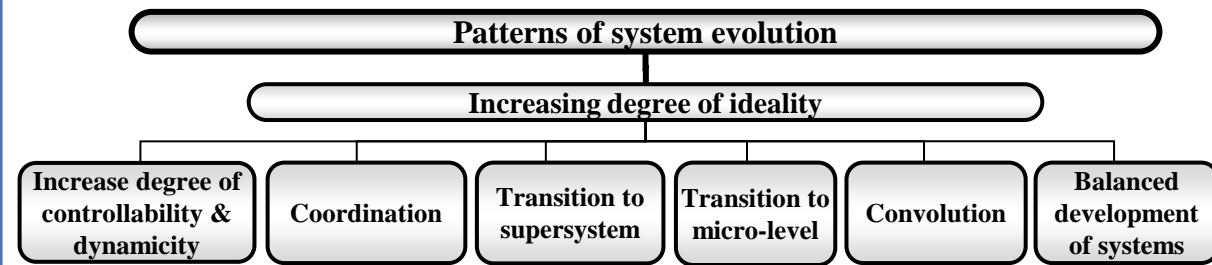 Patterns of system evolution
Increasing degree of ideality
Increase degree of
controllability &
dynamicity
Coordination
Transition to
supersystem
Transition to
micro-level
Convolution
Balanced
development
of systems